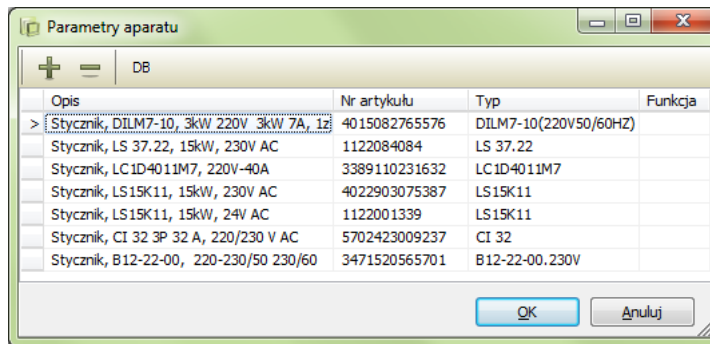 Parametry aparatu
DB
Opis Nr artykułu Typ Funkcja
> Stycznik, DILM7-10, 3kW 220V 3kW 7A, 1z 4015082765576 DILM7-10(220V50/60HZ)
Stycznik, LS 37.22, 15kW, 230V AC 1122084084 LS 37.22
Stycznik, LC1D4011M7, 220V-40A 3389110231632 LC1D4011M7
Stycznik, LS15K11, 15kW, 230V AC 4022903075387 LS15K11
Stycznik, LS15K11, 15kW, 24V AC 1122001339 LS15K11
Stycznik, CI 32 3P 32 A, 220/230 V AC 5702423009237 CI 32
Stycznik, B12-22-00, 220-230/50 230/60 3471520565701 B12-22-00.230V
OK Anuluj